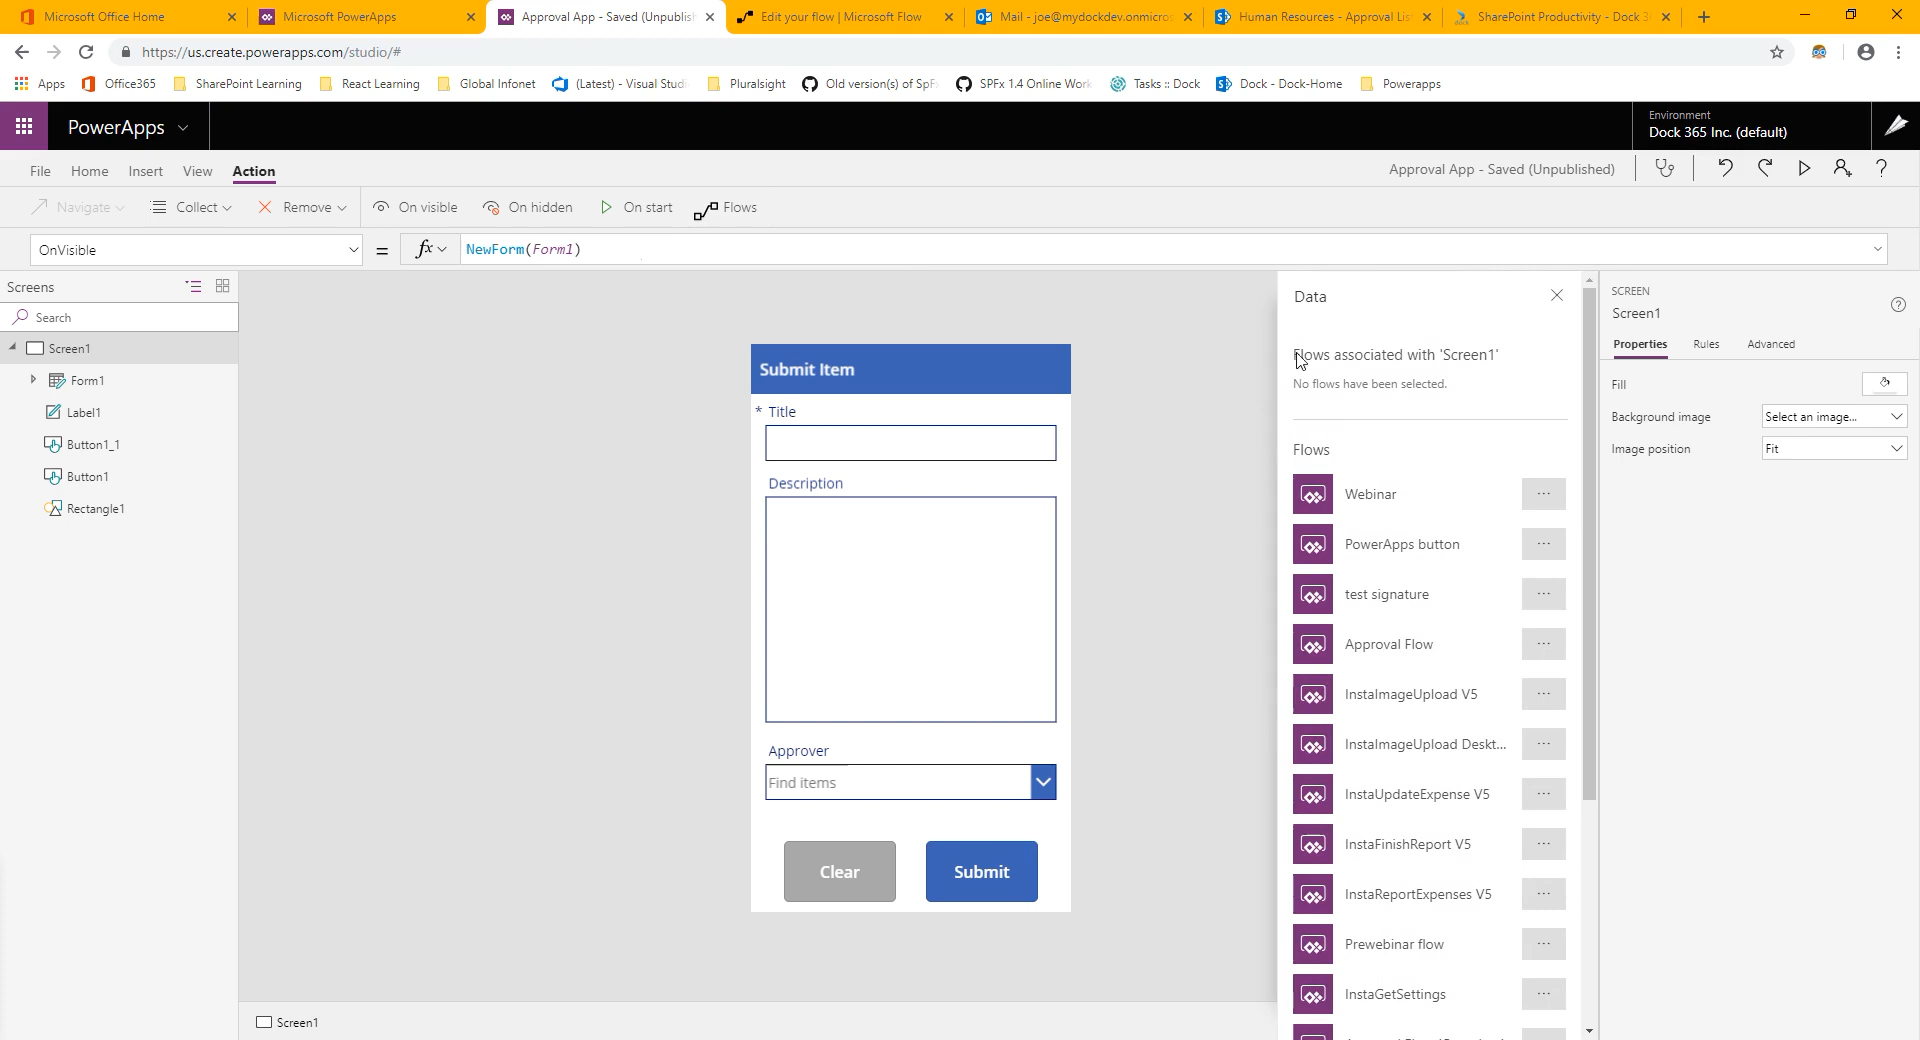 Microsoft Office Home
Microsoft PowerApps
Approval App - Saved (Unpublish
Edit your flow | Microsoft Flow
Mail - joe@mydockdev.onmicros
Human Resources - Approval Lis
SharePoint Productivity - Dock 3
https://us.create.powerapps.com/studio/#
Apps
Office365
SharePoint Learning
React Learning
Global Infonet
(Latest) - Visual Studi
Pluralsight
Old version(s) of SpF
SPFx 1.4 Online Work
Tasks :: Dock
Dock - Dock-Home
Powerapps
PowerApps
Environment
Dock 365 Inc. (default)
File
Home
Insert
View
Action
Approval App - Saved (Unpublished)
Navigate
Collect
Remove
On visible
On hidden
On start
Flows
OnVisible
=
fx
NewForm(Form1)
Screens
Search
Screen1
Form1
Label1
Button1_1
Button1
Rectangle1
Submit Item
* Title
Description
Approver
Find items
Clear
Submit
Screen1
Data
Flows associated with 'Screen1'
No flows have been selected.
Flows
Webinar
PowerApps button
test signature
Approval Flow
InstaImageUpload V5
InstaImageUpload Deskt...
InstaUpdateExpense V5
InstaFinishReport V5
InstaReportExpenses V5
Prewebinar flow
InstaGetSettings
SCREEN
Screen1
Properties
Rules
Advanced
Fill
Background image
Select an image...
Image position
Fit